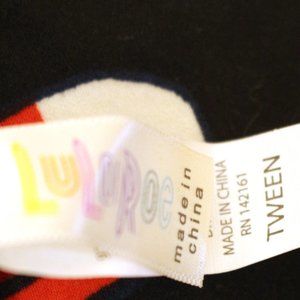 LuLaRoe
made in
china
MADE IN CHINA
RN 142161
TWEEN